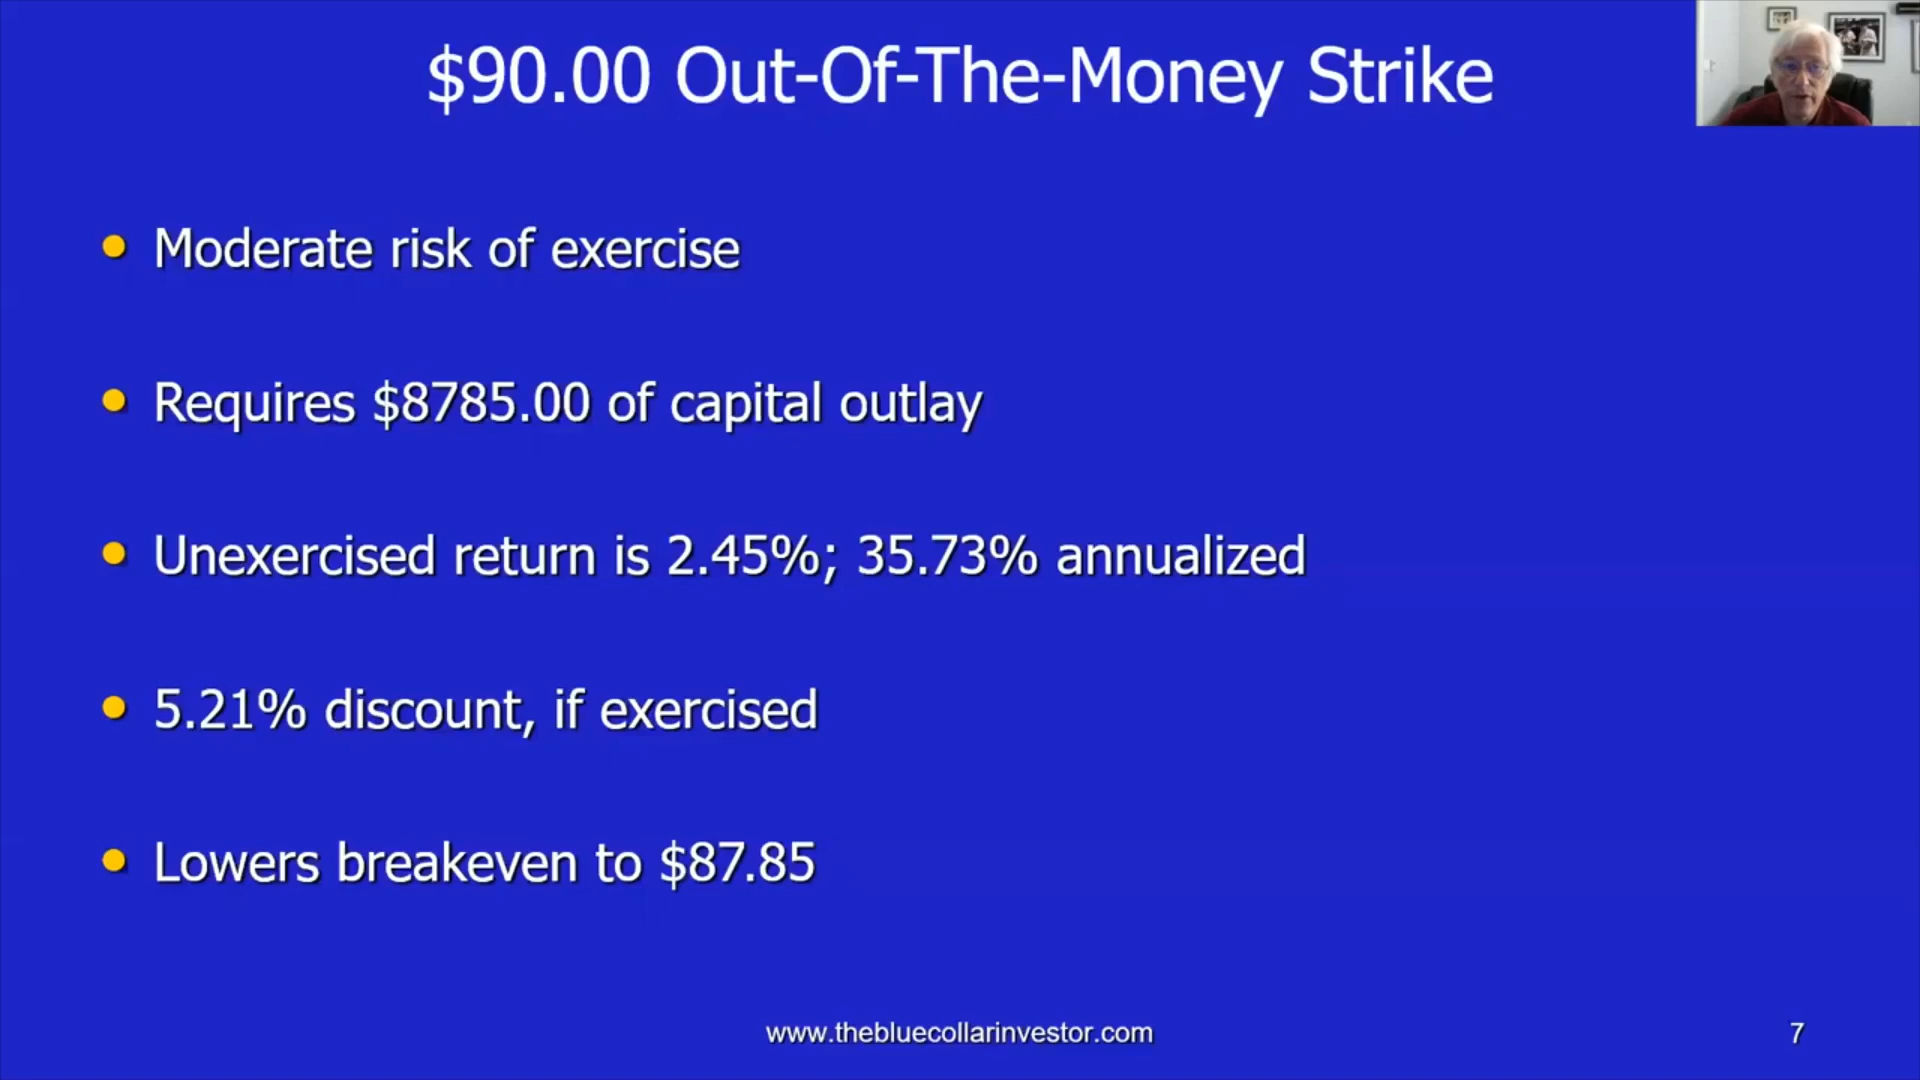 $90.00 Out-Of-The-Money Strike
Moderate risk of exercise
Requires $8785.00 of capital outlay
Unexercised return is 2.45%; 35.73% annualized
5.21% discount, if exercised
Lowers breakeven to $87.85
www.thebluecollarinvestor.com
7